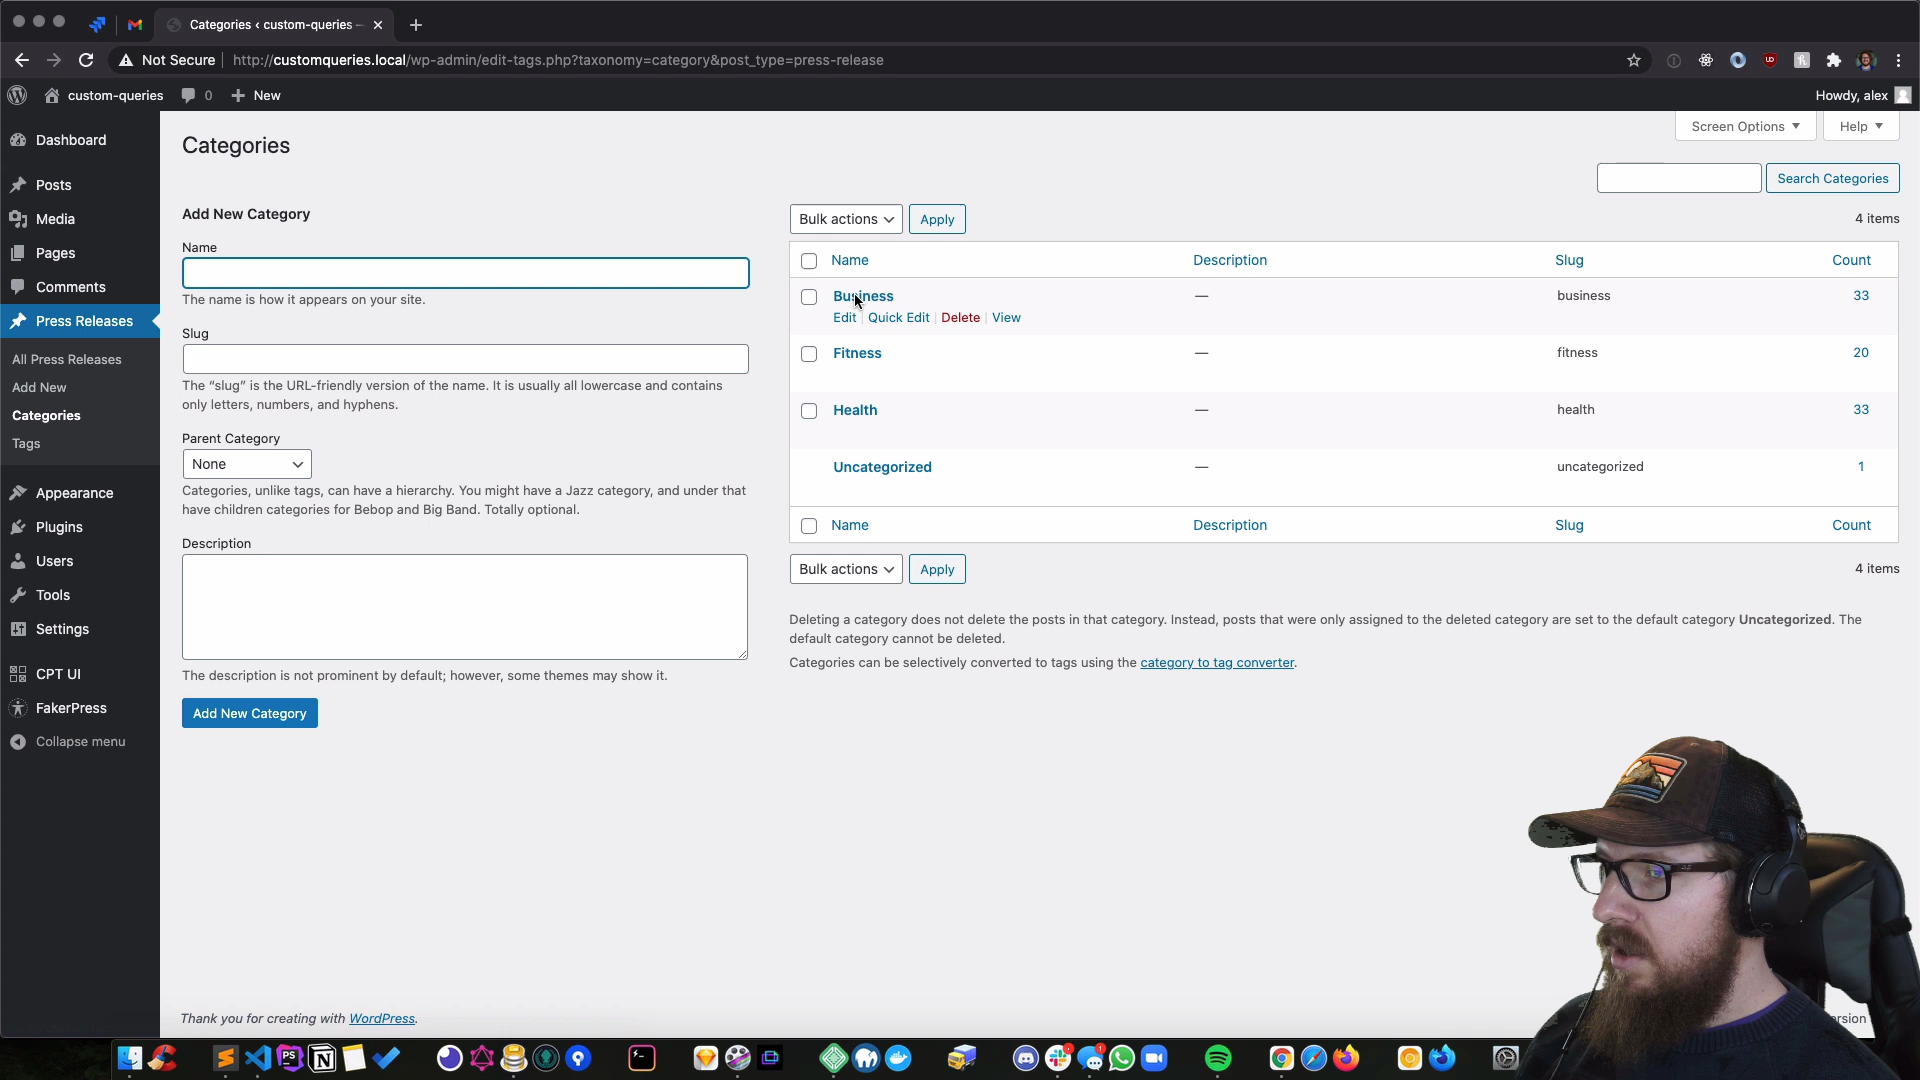 Categories ‹ custom-queries –
Not Secure http://customqueries.local/wp-admin/edit-tags.php?taxonomy=category&post_type=press-release
custom-queries 0 New Howdy, alex
Screen Options Help
Dashboard
Posts
Media
Pages
Comments
Press Releases
All Press Releases
Add New
Categories
Tags
Appearance
Plugins
Users
Tools
Settings
CPT UI
FakerPress
Collapse menu
Categories
Search Categories
Add New Category
Name
The name is how it appears on your site.
Slug
The “slug” is the URL-friendly version of the name. It is usually all lowercase and contains
only letters, numbers, and hyphens.
Parent Category
None
Categories, unlike tags, can have a hierarchy. You might have a Jazz category, and under that
have children categories for Bebop and Big Band. Totally optional.
Description
The description is not prominent by default; however, some themes may show it.
Add New Category
Bulk actions Apply 4 items
Name Description Slug Count
Business — business 33
Edit | Quick Edit | Delete | View
Fitness — fitness 20
Health — health 33
Uncategorized — uncategorized 1
Name Description Slug Count
Bulk actions Apply 4 items
Deleting a category does not delete the posts in that category. Instead, posts that were only assigned to the deleted category are set to the default category Uncategorized. The
default category cannot be deleted.
Categories can be selectively converted to tags using the category to tag converter.
Thank you for creating with WordPress.